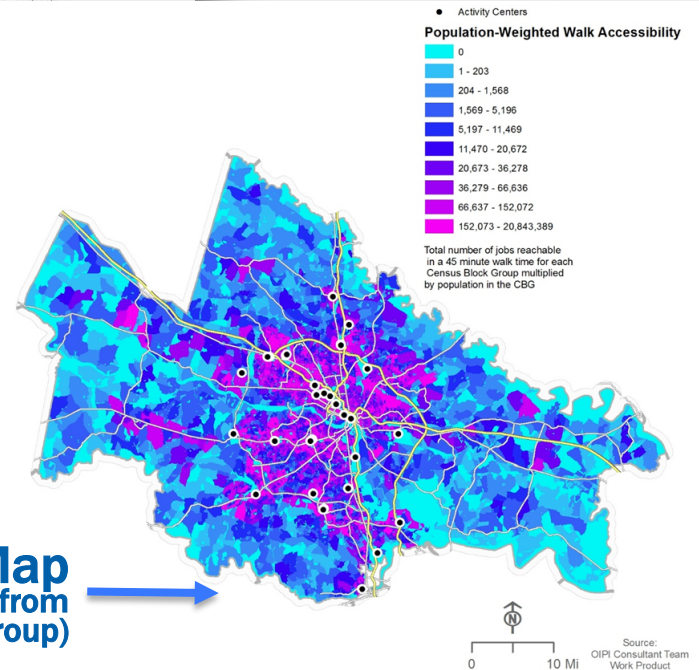 Activity Centers
Population-Weighted Walk Accessibility
0
1 - 203
204 - 1,568
1,569 - 5,196
5,197 - 11,469
11,470 - 20,672
20,673 - 36,278
36,279 - 66,636
66,637 - 152,072
152,073 - 20,843,389
Total number of jobs reachable
in a 45 minute walk time for each
Census Block Group multiplied
by population in the CBG
from
roup)
N
0 10 Mi
Source:
OIPI Consultant Team
Work Product